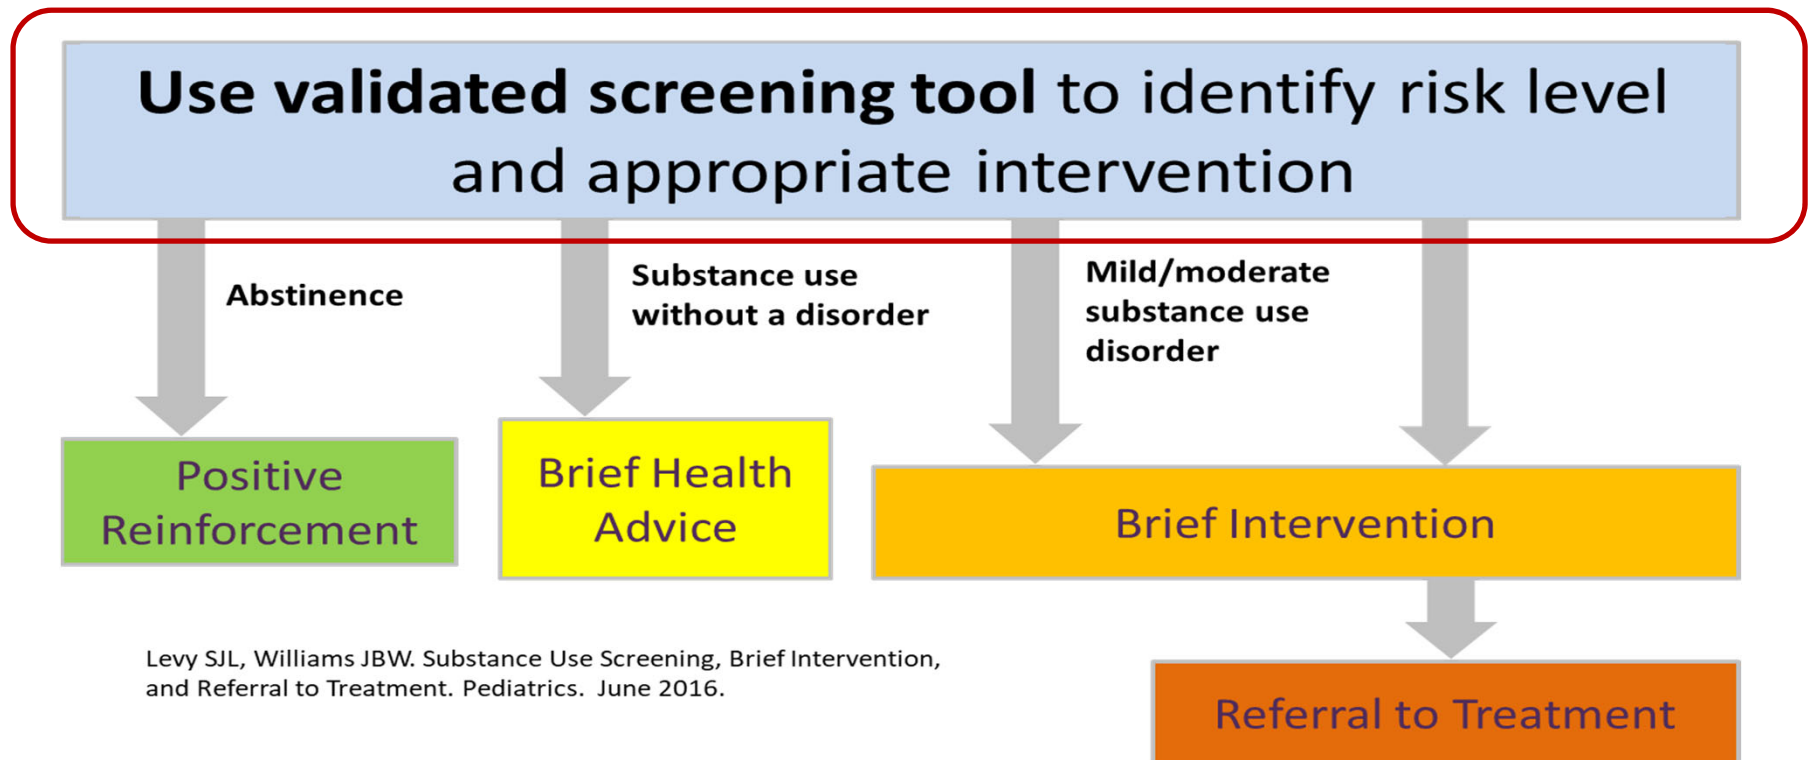 Use validated screening tool to identify risk level
and appropriate intervention
Abstinence
Substance use
without a disorder
Mild/moderate
substance use
disorder
Positive
Reinforcement
Brief Health
Advice
Brief Intervention
Levy SJL, Williams JBW. Substance Use Screening, Brief Intervention,
and Referral to Treatment. Pediatrics.  June 2016.
Referral to Treatment